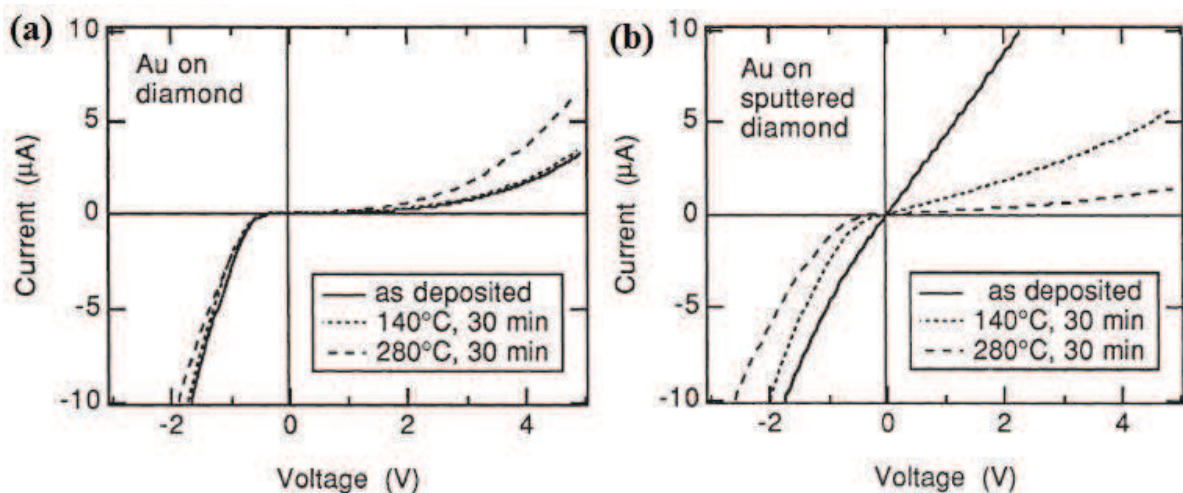 (a)
Au on
diamond
10
5
0
-5
-10
Current (µA)
as deposited
140°C, 30 min
280°C, 30 min
-2
0
2
4
Voltage (V)
(b)
Au on
sputtered
diamond
10
5
0
-5
-10
Current (µA)
as deposited
140°C, 30 min
280°C, 30 min
-2
0
2
4
Voltage (V)